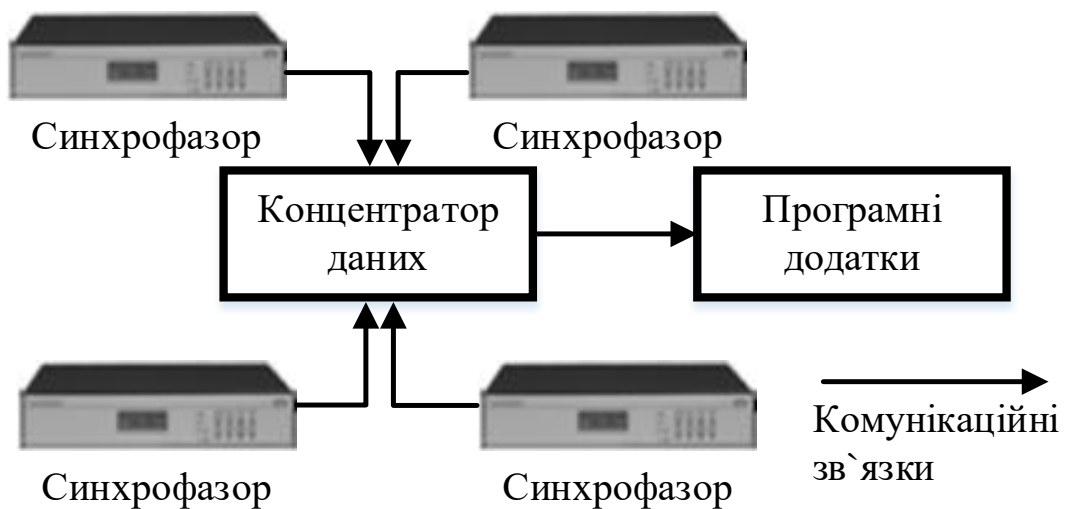 Синхрофазор
Синхрофазор
Концентратор
даних
Програмні
додатки
Синхрофазор
Синхрофазор
Комунікаційні
зв`язки